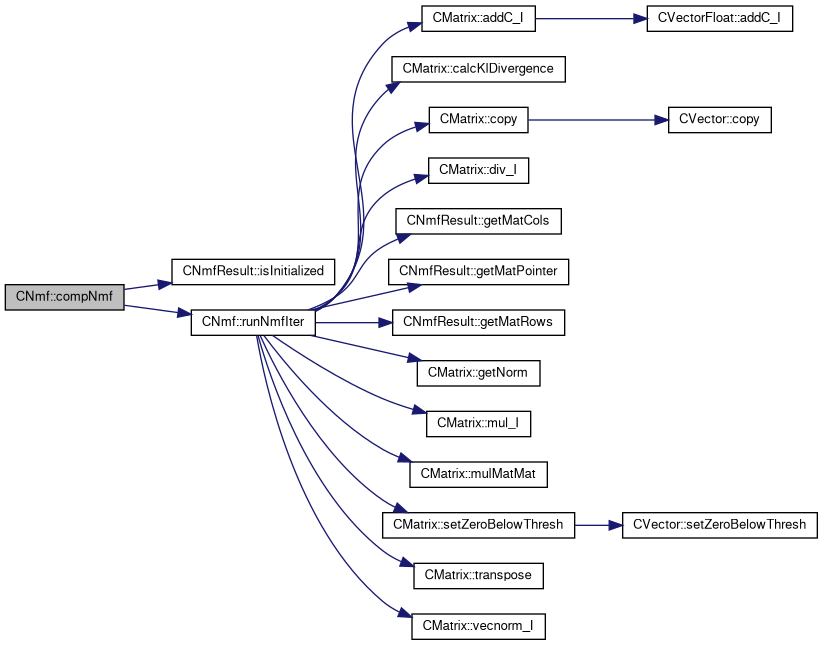 CNmf::compNmf
CNmfResult::isInitialized
CNmf::runNmfIter
CMatrix::addC_I
CVectorFloat::addC_I
CMatrix::calcKlDivergence
CMatrix::copy
CVector::copy
CMatrix::div_I
CNmfResult::getMatCols
CNmfResult::getMatPointer
CNmfResult::getMatRows
CMatrix::getNorm
CMatrix::mul_I
CMatrix::mulMatMat
CMatrix::setZeroBelowThresh
CVector::setZeroBelowThresh
CMatrix::transpose
CMatrix::vecnorm_I